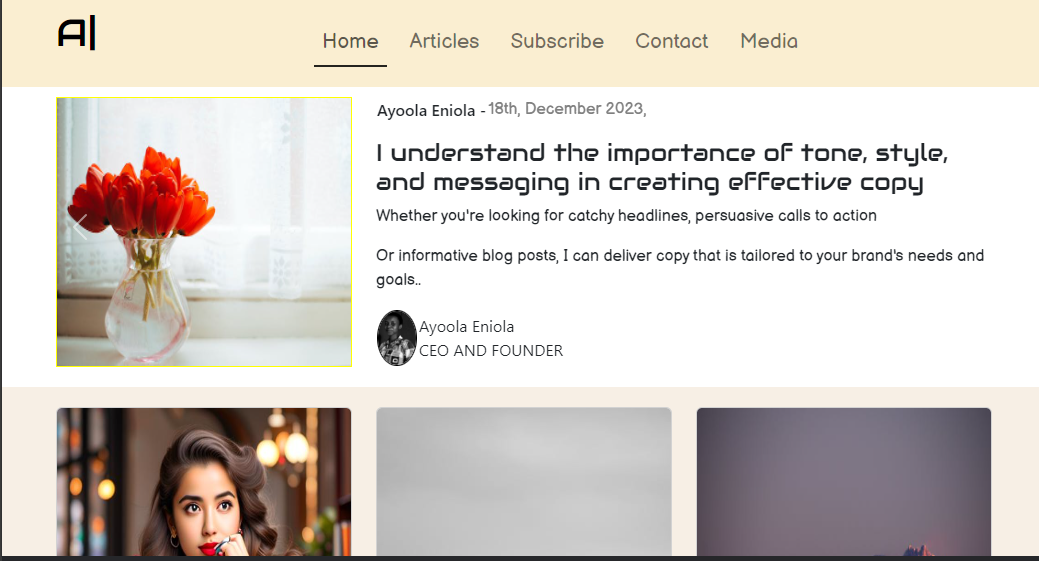 A|
Home Articles Subscribe Contact Media
Ayoola Eniola - 18th, December 2023,
I understand the importance of tone, style,
and messaging in creating effective copy
Whether you're looking for catchy headlines, persuasive calls to action
Or informative blog posts, I can deliver copy that is tailored to your brand's needs and
goals..
Ayoola Eniola
CEO AND FOUNDER